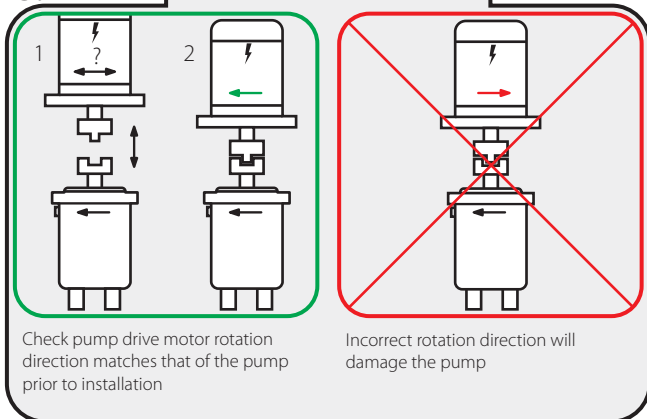 1
?
2
Check pump drive motor rotation
direction matches that of the pump
prior to installation
Incorrect rotation direction will
damage the pump